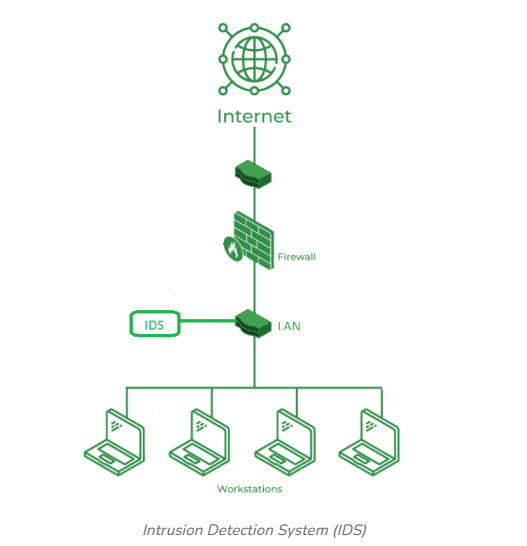 Internet
Firewall
IDS
LAN
Workstations
Intrusion Detection System (IDS)